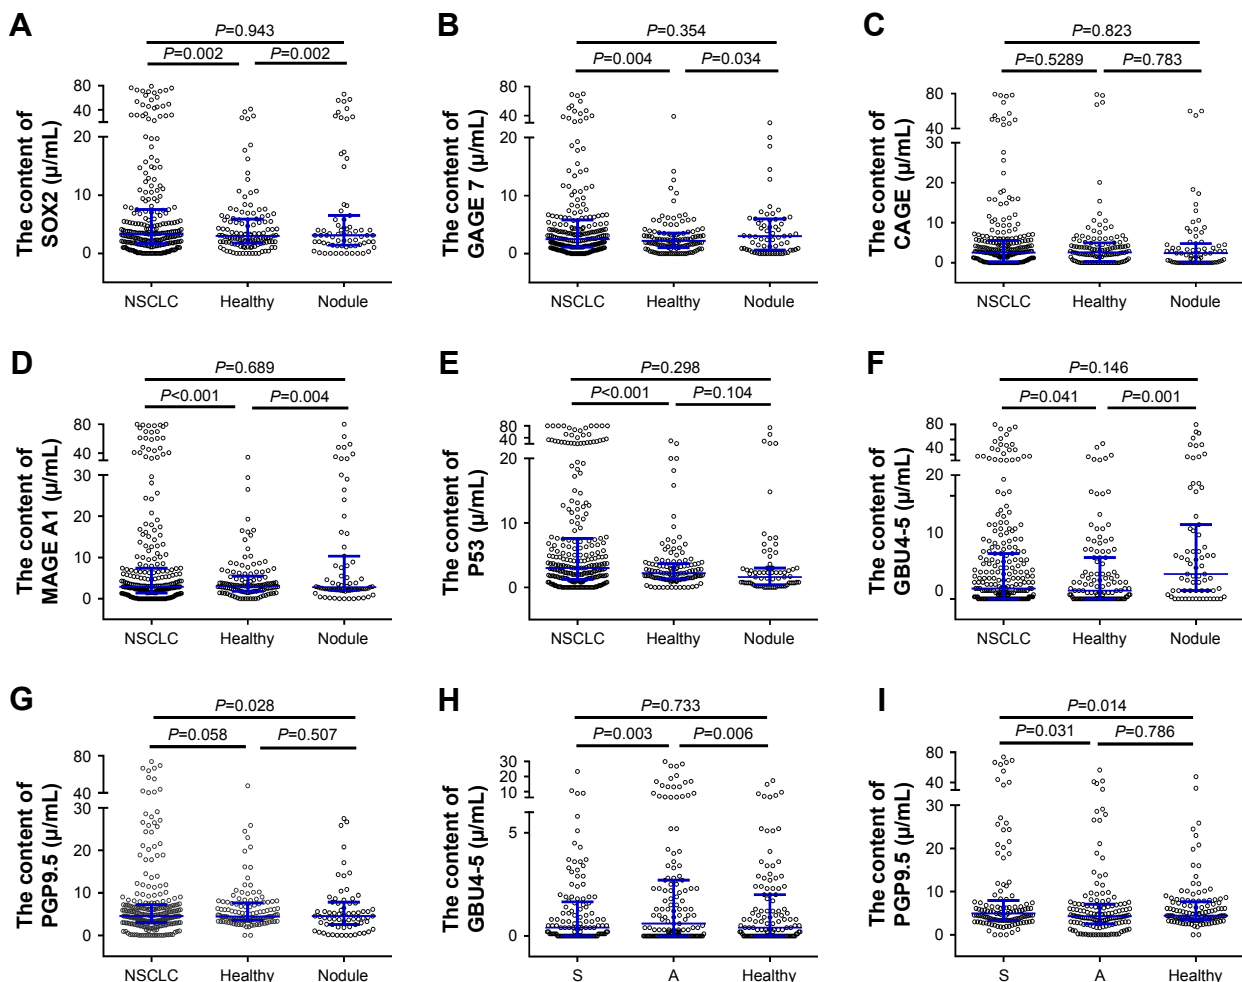 A
P=0.943
P=0.002 P=0.002
The content of
SOX2 (μ/mL)
80
40
20
10
0
NSCLC Healthy Nodule
B
P=0.354
P=0.004 P=0.034
The content of
GAGE 7 (μ/mL)
80
40
20
10
0
NSCLC Healthy Nodule
C
P=0.823
P=0.5289 P=0.783
The content of
CAGE (μ/mL)
80
40
30
20
10
0
NSCLC Healthy Nodule
D
P=0.689
P<0.001 P=0.004
The content of
MAGE A1 (μ/mL)
80
40
30
20
10
0
NSCLC Healthy Nodule
E
P=0.298
P<0.001 P=0.104
The content of
P53 (μ/mL)
80
40
20
10
0
NSCLC Healthy Nodule
F
P=0.146
P=0.041 P=0.001
The content of
GBU4-5 (μ/mL)
80
40
20
10
0
NSCLC Healthy Nodule
G
P=0.028
P=0.058 P=0.507
The content of
PGP9.5 (μ/mL)
80
40
30
20
10
0
NSCLC Healthy Nodule
H
P=0.733
P=0.003 P=0.006
The content of
GBU4-5 (μ/mL)
30
20
10
5
0
S A Healthy
I
P=0.014
P=0.031 P=0.786
The content of
PGP9.5 (μ/mL)
80
40
30
20
10
0
S A Healthy